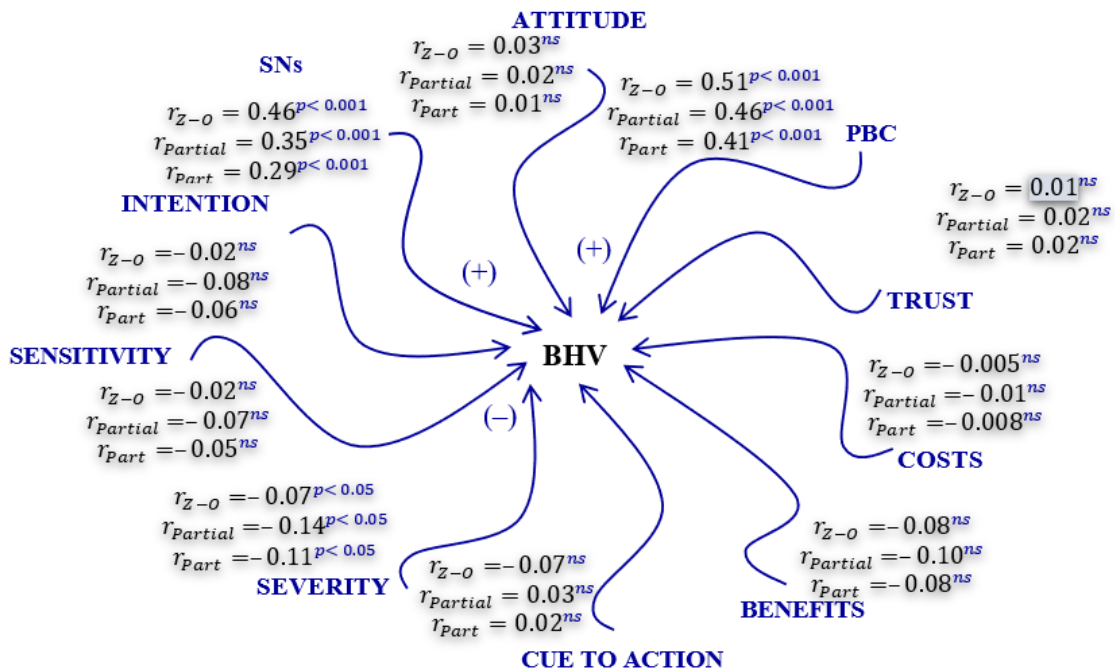 ATTITUDE
r_{Z−O} = 0.03^{ns}
r_{Partial} = 0.02^{ns}
r_{Part} = 0.01^{ns}
SNs
r_{Z−O} = 0.46^{p< 0.001}
r_{Partial} = 0.35^{p< 0.001}
r_{Part} = 0.29^{p< 0.001}
r_{Z−O} = 0.51^{p< 0.001}
r_{Partial} = 0.46^{p< 0.001}
r_{Part} = 0.41^{p< 0.001}
PBC
r_{Z−O} = 0.01^{ns}
r_{Partial} = 0.02^{ns}
r_{Part} = 0.02^{ns}
TRUST
INTENTION
r_{Z−O} =− 0.02^{ns}
r_{Partial} =− 0.08^{ns}
r_{Part} =− 0.06^{ns}
(+)
(+)
BHV
SENSITIVITY
r_{Z−O} =− 0.02^{ns}
r_{Partial} =− 0.07^{ns}
r_{Part} =− 0.05^{ns}
(−)
r_{Z−O} =− 0.005^{ns}
r_{Partial} =− 0.01^{ns}
r_{Part} =− 0.008^{ns}
COSTS
r_{Z−O} =− 0.07^{p< 0.05}
r_{Partial} =− 0.14^{p< 0.05}
r_{Part} =− 0.11^{p< 0.05}
SEVERITY
r_{Z−O} =− 0.07^{ns}
r_{Partial} = 0.03^{ns}
r_{Part} = 0.02^{ns}
CUE TO ACTION
r_{Z−O} =− 0.08^{ns}
r_{Partial} =− 0.10^{ns}
r_{Part} =− 0.08^{ns}
BENEFITS